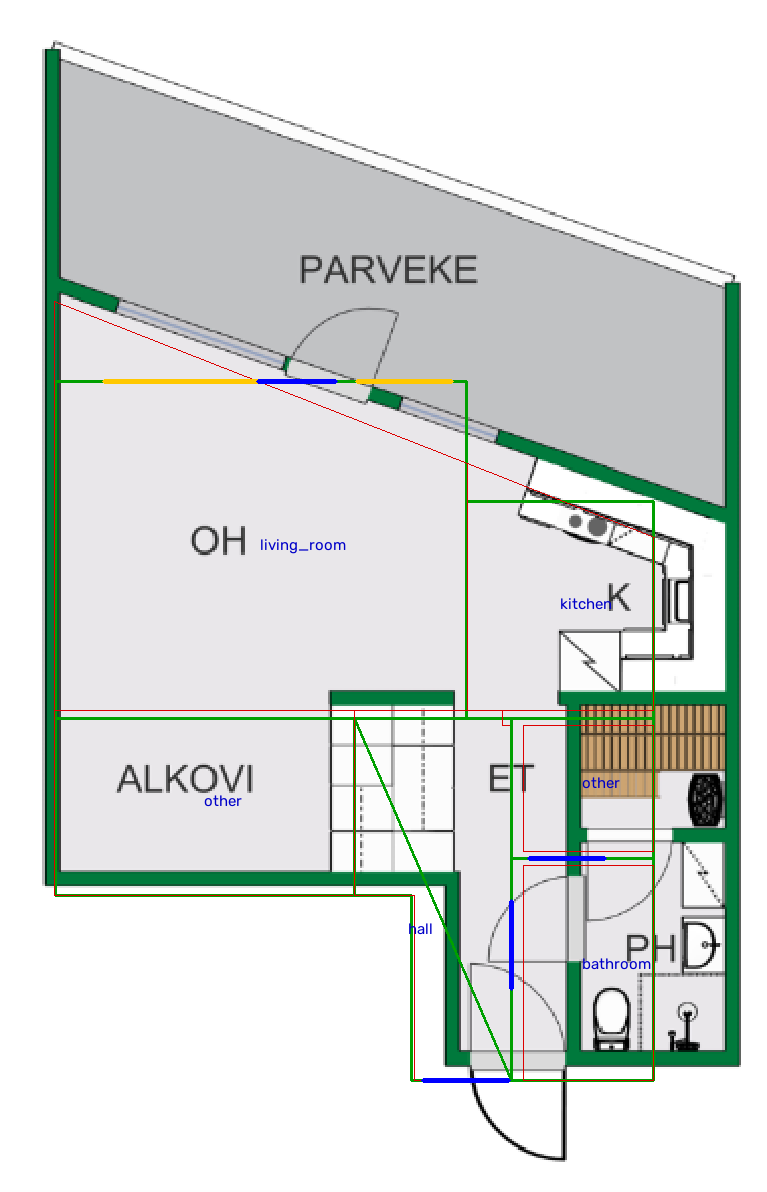 PARVEKE
OH
living_room
K
kitchen
ALKOVI
other
ET
other
hall
PH
bathroom